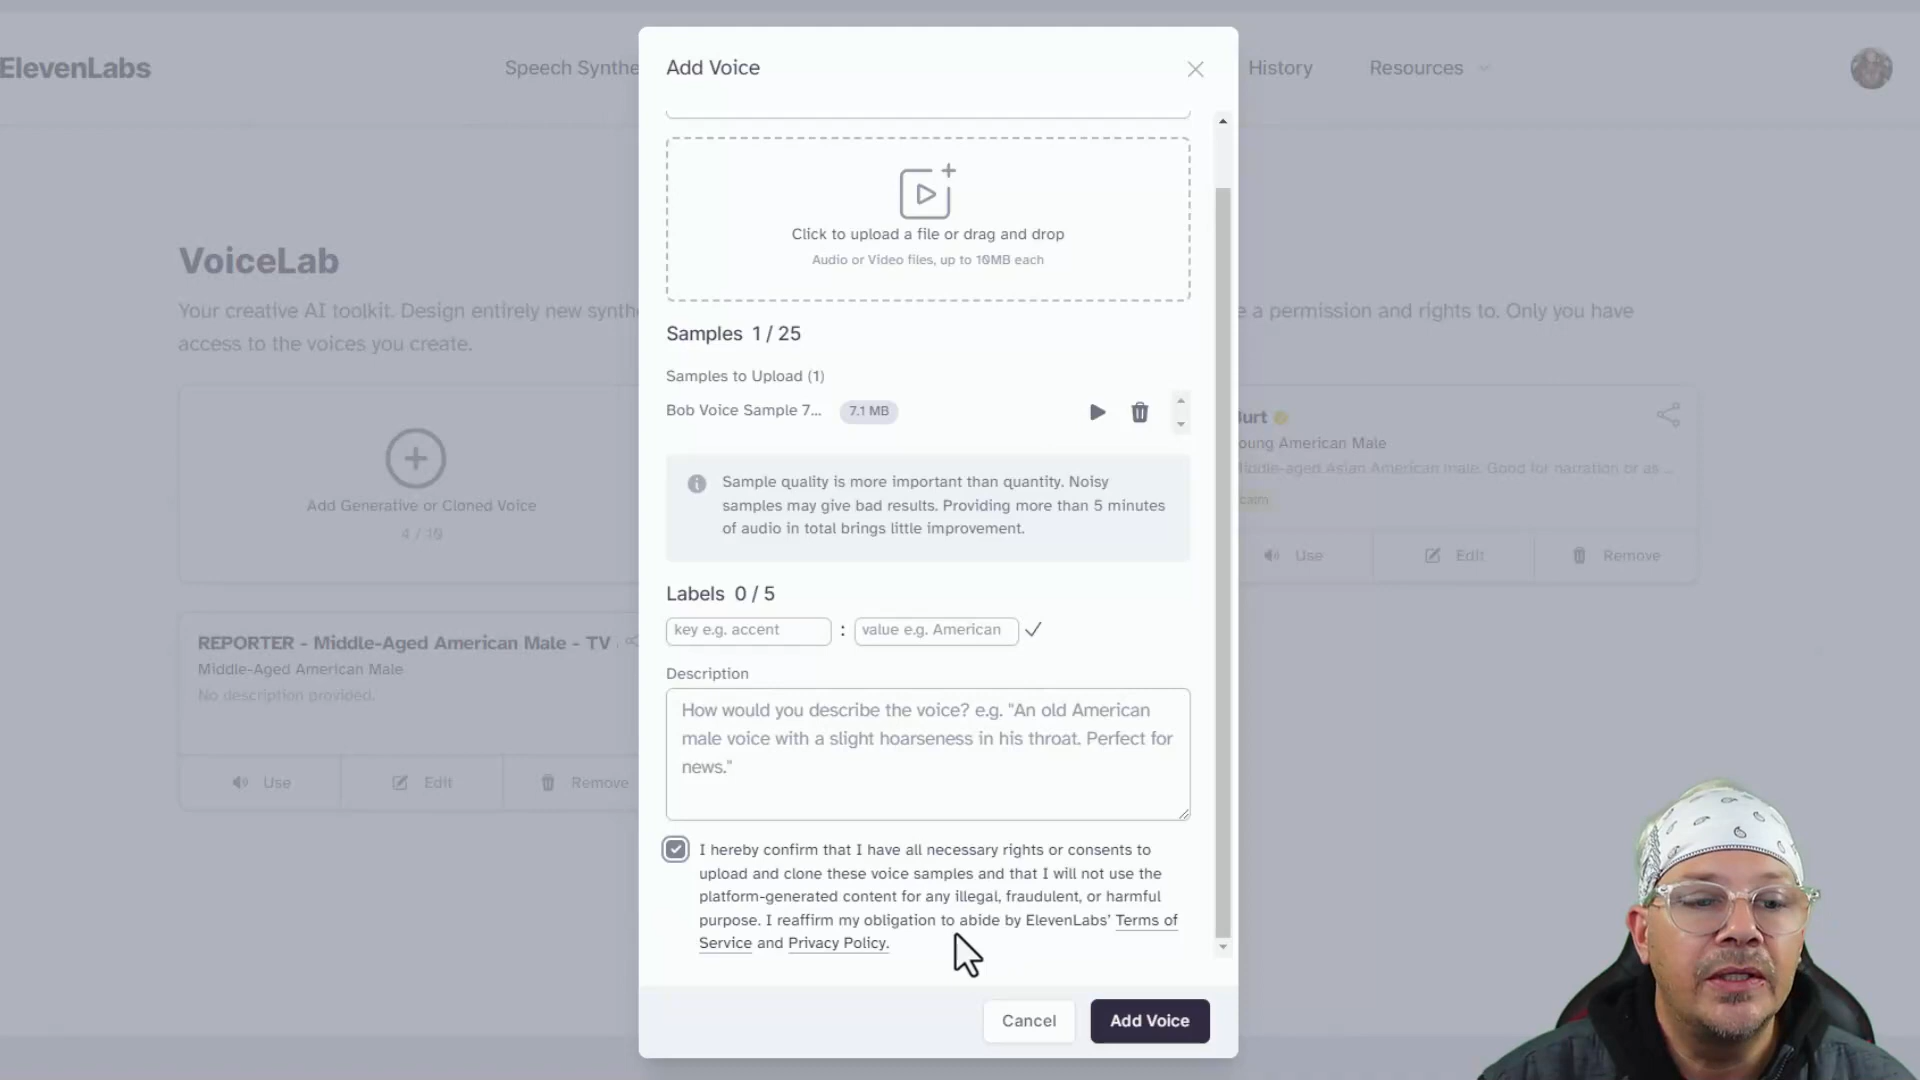 ElevenLabs
Speech Synthe
History
Resources
Add Voice
Click to upload a file or drag and drop
Audio or Video files, up to 10MB each
Samples 1 / 25
Samples to Upload (1)
Bob Voice Sample 7... 7.1 MB
Sample quality is more important than quantity. Noisy
samples may give bad results. Providing more than 5 minutes
of audio in total brings little improvement.
Labels 0 / 5
key e.g. accent : value e.g. American
Description
How would you describe the voice? e.g. "An old American
male voice with a slight hoarseness in his throat. Perfect for
news."
I hereby confirm that I have all necessary rights or consents to
upload and clone these voice samples and that I will not use the
platform-generated content for any illegal, fraudulent, or harmful
purpose. I reaffirm my obligation to abide by ElevenLabs' Terms of
Service and Privacy Policy.
Cancel
Add Voice
VoiceLab
Your creative AI toolkit. Design entirely new synth
e a permission and rights to. Only you have
access to the voices you create.
Add Generative or Cloned Voice
4 / 10
Burt
oung American Male
iddle-aged Asian American male. Good for narration or as ...
calm
Use
Edit
Remove
REPORTER - Middle-Aged American Male - TV
Middle-Aged American Male
No description provided.
Use
Edit
Remove